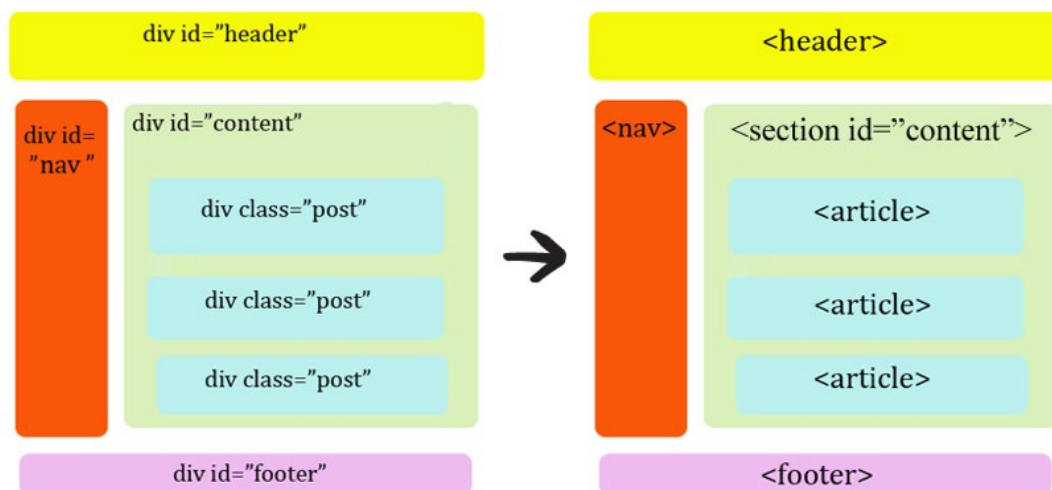 div id=”header”
div id=
”nav ”
div id=”content”
div class=”post”
div class=”post”
div class=”post”
div id=”footer”
<header>
<nav>
<section id=”content”>
<article>
<article>
<article>
<footer>